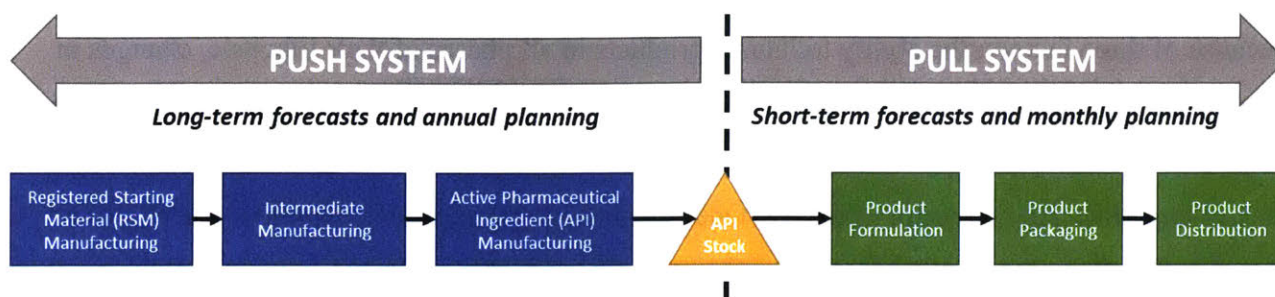 PUSH SYSTEM
PULL SYSTEM
Long-term forecasts and annual planning
Short-term forecasts and monthly planning
Registered Starting
Material (RSM)
Manufacturing
Intermediate
Manufacturing
Active Pharmaceutical
Ingredient (API)
Manufacturing
API
Stock
Product
Formulation
Product
Packaging
Product
Distribution